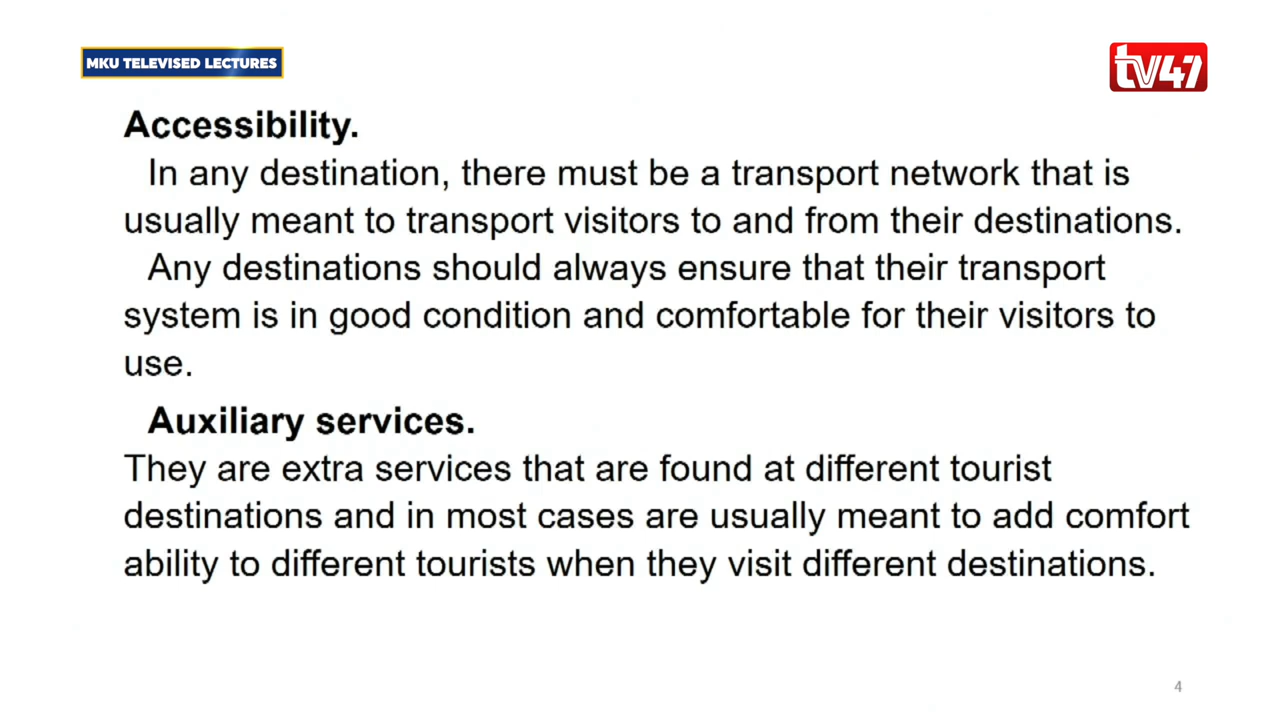 MKU TELEVISED LECTURES
tv47
Accessibility.
In any destination, there must be a transport network that is
usually meant to transport visitors to and from their destinations.
Any destinations should always ensure that their transport
system is in good condition and comfortable for their visitors to
use.
Auxiliary services.
They are extra services that are found at different tourist
destinations and in most cases are usually meant to add comfort
ability to different tourists when they visit different destinations.
4